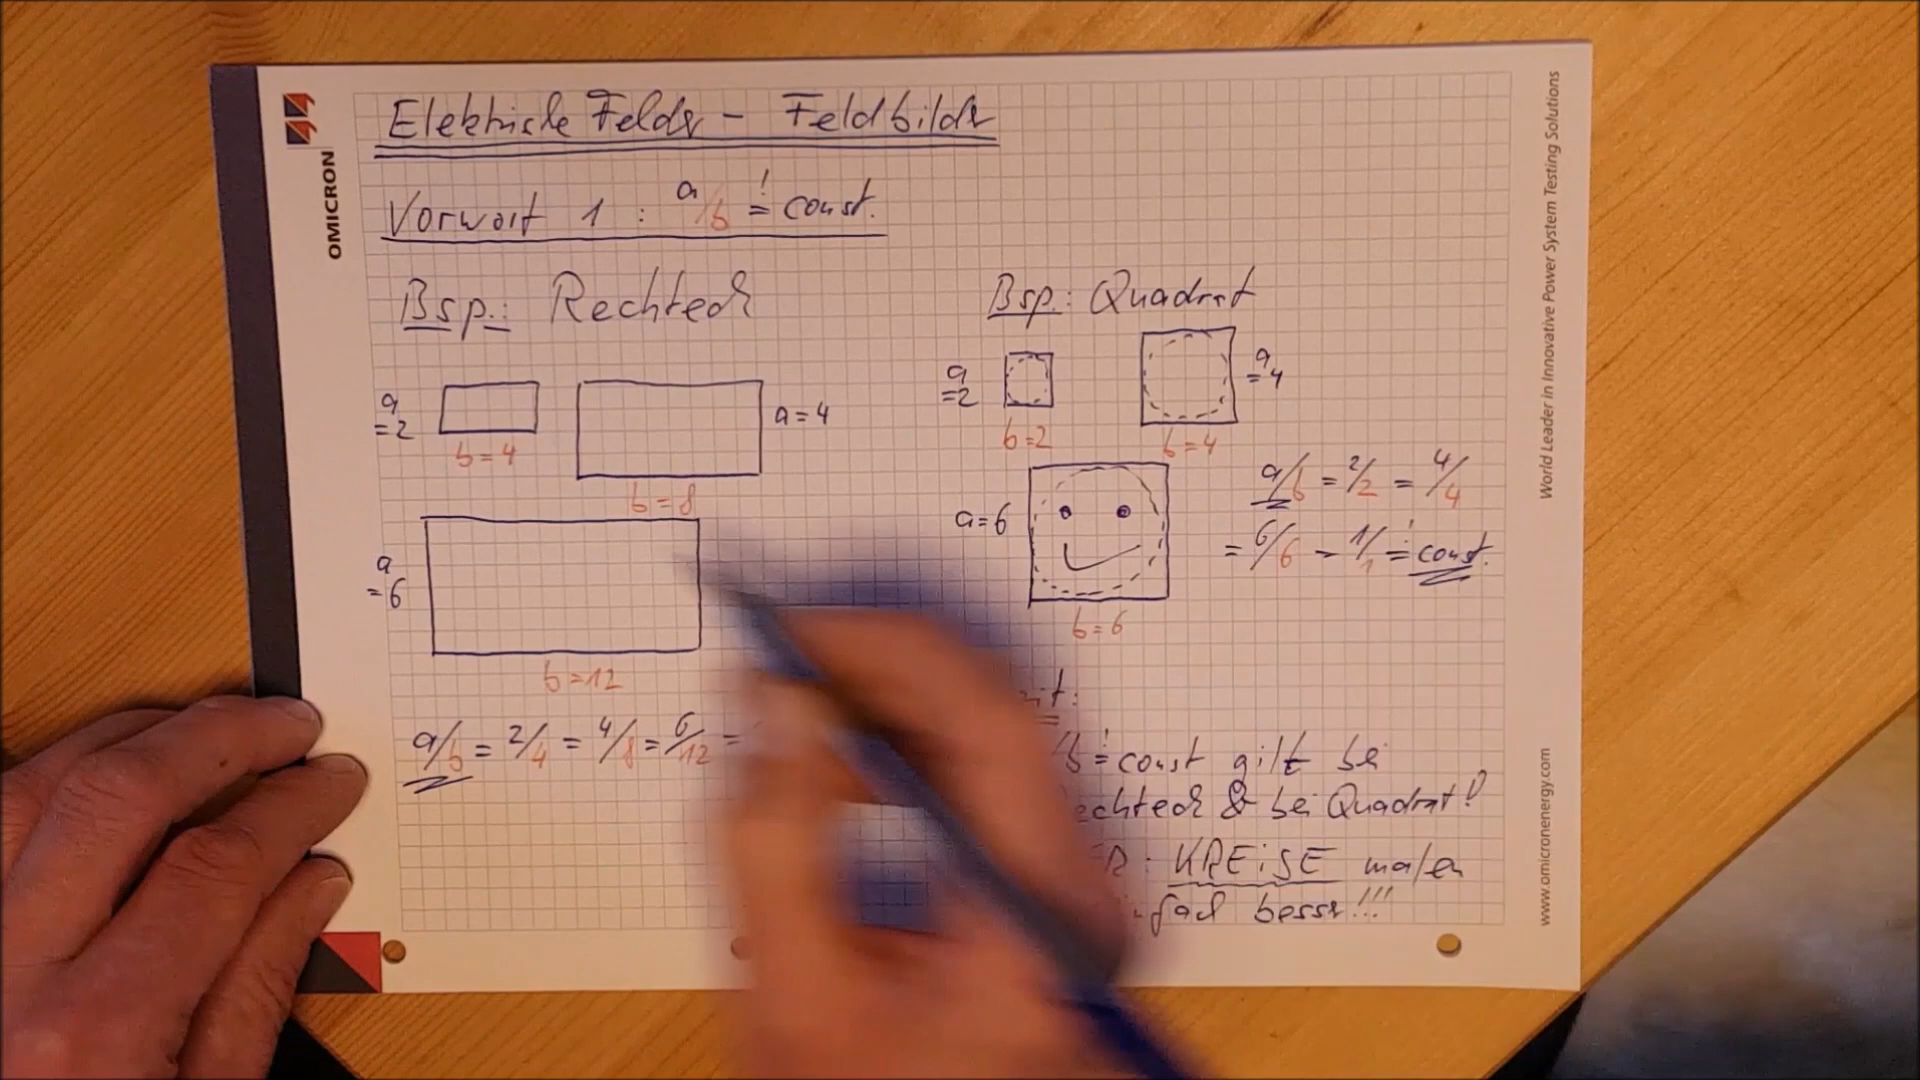 Elektrische Felder - Feldbilder
Vorwort 1 : a/b = const.
!
Bsp.: Rechteck
a
=2
b = 4
a = 4
b = 8
a
=6
b = 12
a/b = 2/4 = 4/8 = 6/12 =
Bsp.: Quadrat
a
=2
b=2
a
=4
b = 4
a=6
b=6
a/b = 2/2 = 4/4
= 6/6 = 1/1 = const.
!
it:
!
b = const gilt bei
echteck & bei Quadrat!
R: KREiSE malen
nfach besser!!!
OMICRON
World Leader in Innovative Power System Testing Solutions
www.omicronenergy.com